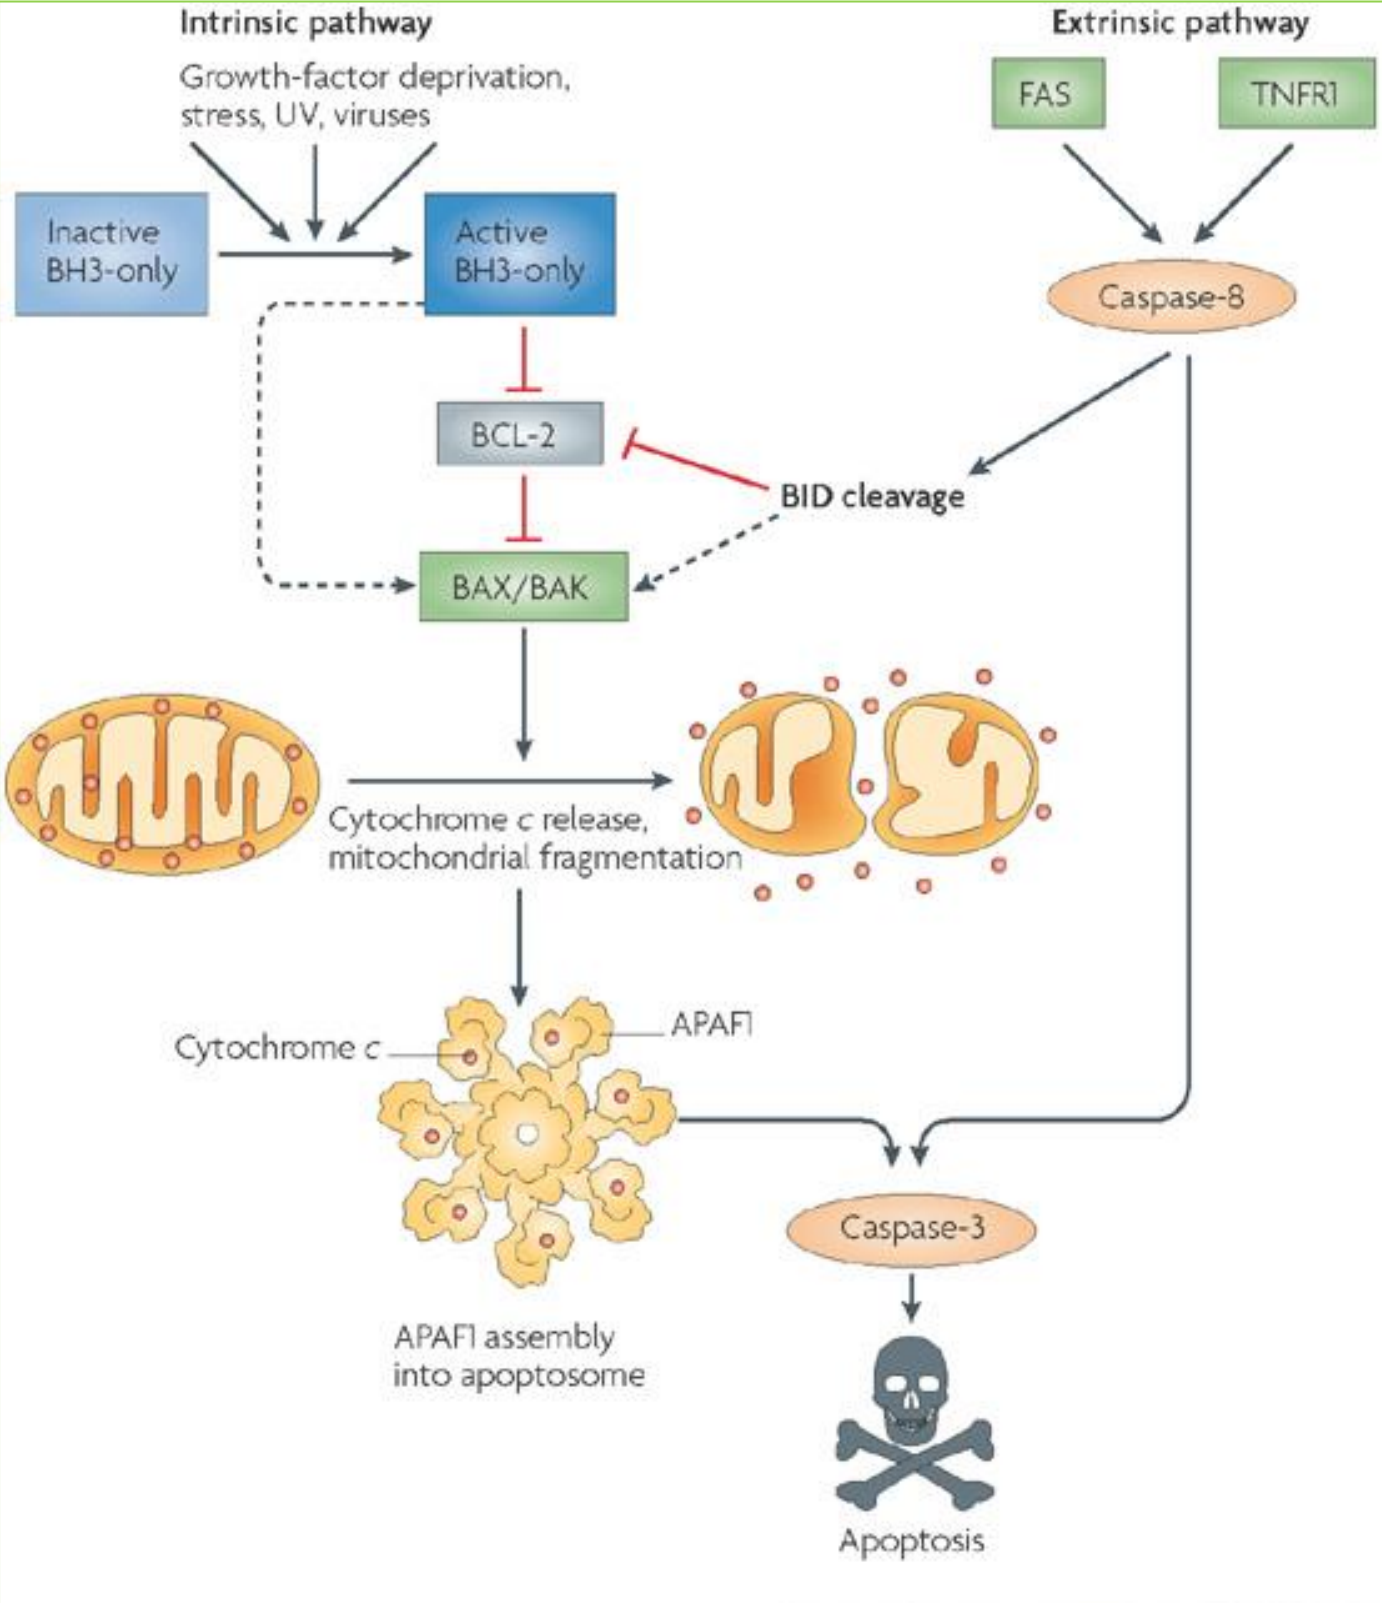 Intrinsic pathway
Growth-factor deprivation,
stress, UV, viruses
Extrinsic pathway
FAS
TNFR1
Inactive
BH3-only
Active
BH3-only
Caspase-8
BCL-2
BID cleavage
BAX/BAK
Cytochrome c release,
mitochondrial fragmentation
Cytochrome c
APAF1
Caspase-3
APAF1 assembly
into apoptosome
Apoptosis